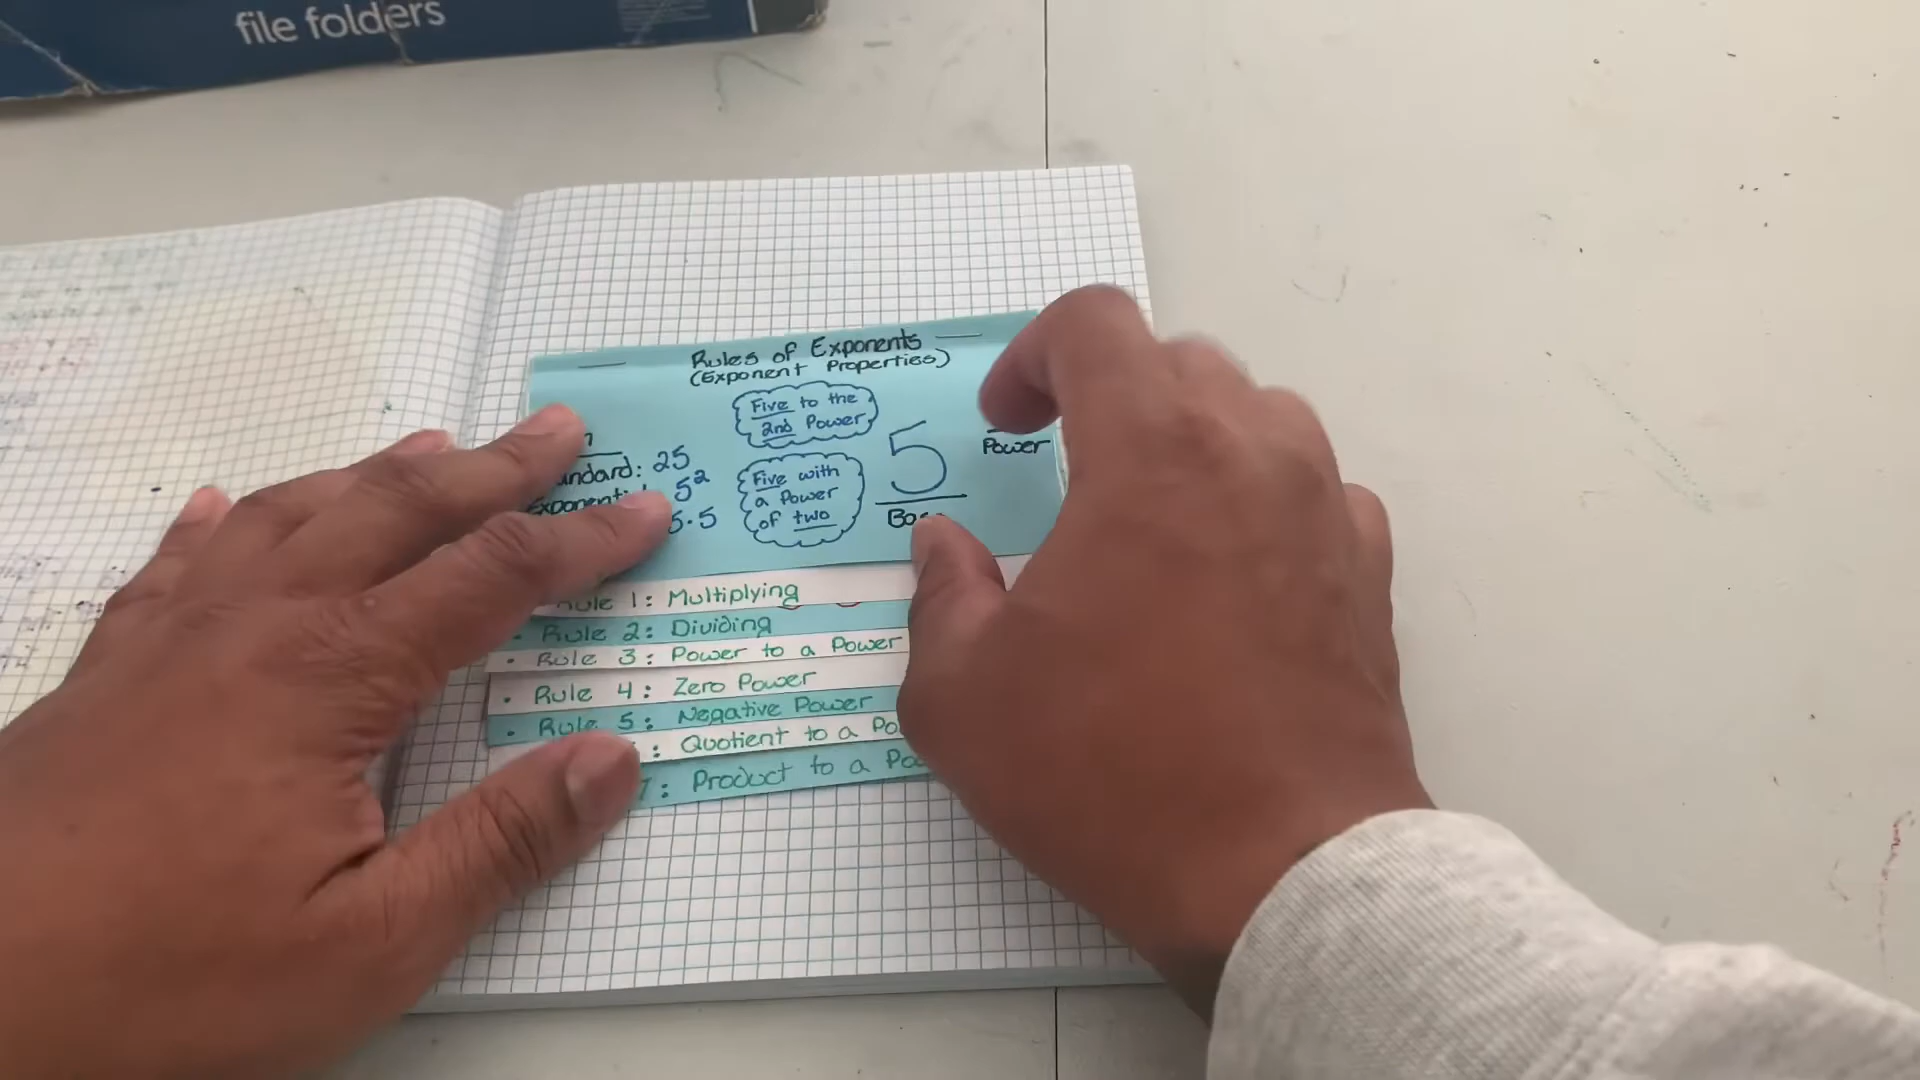 file folders
Rules of Exponents
(Exponent Properties)
Five to the
2nd Power
25
5²
5·5
Five with
a Power
of two
5
Power
Rule 1: Multiplying
• Rule 2: Dividing
• Rule 3: Power to a Power
• Rule 4: Zero Power
• Rule 5: Negative Power
: Quotient to a
7: Product to a